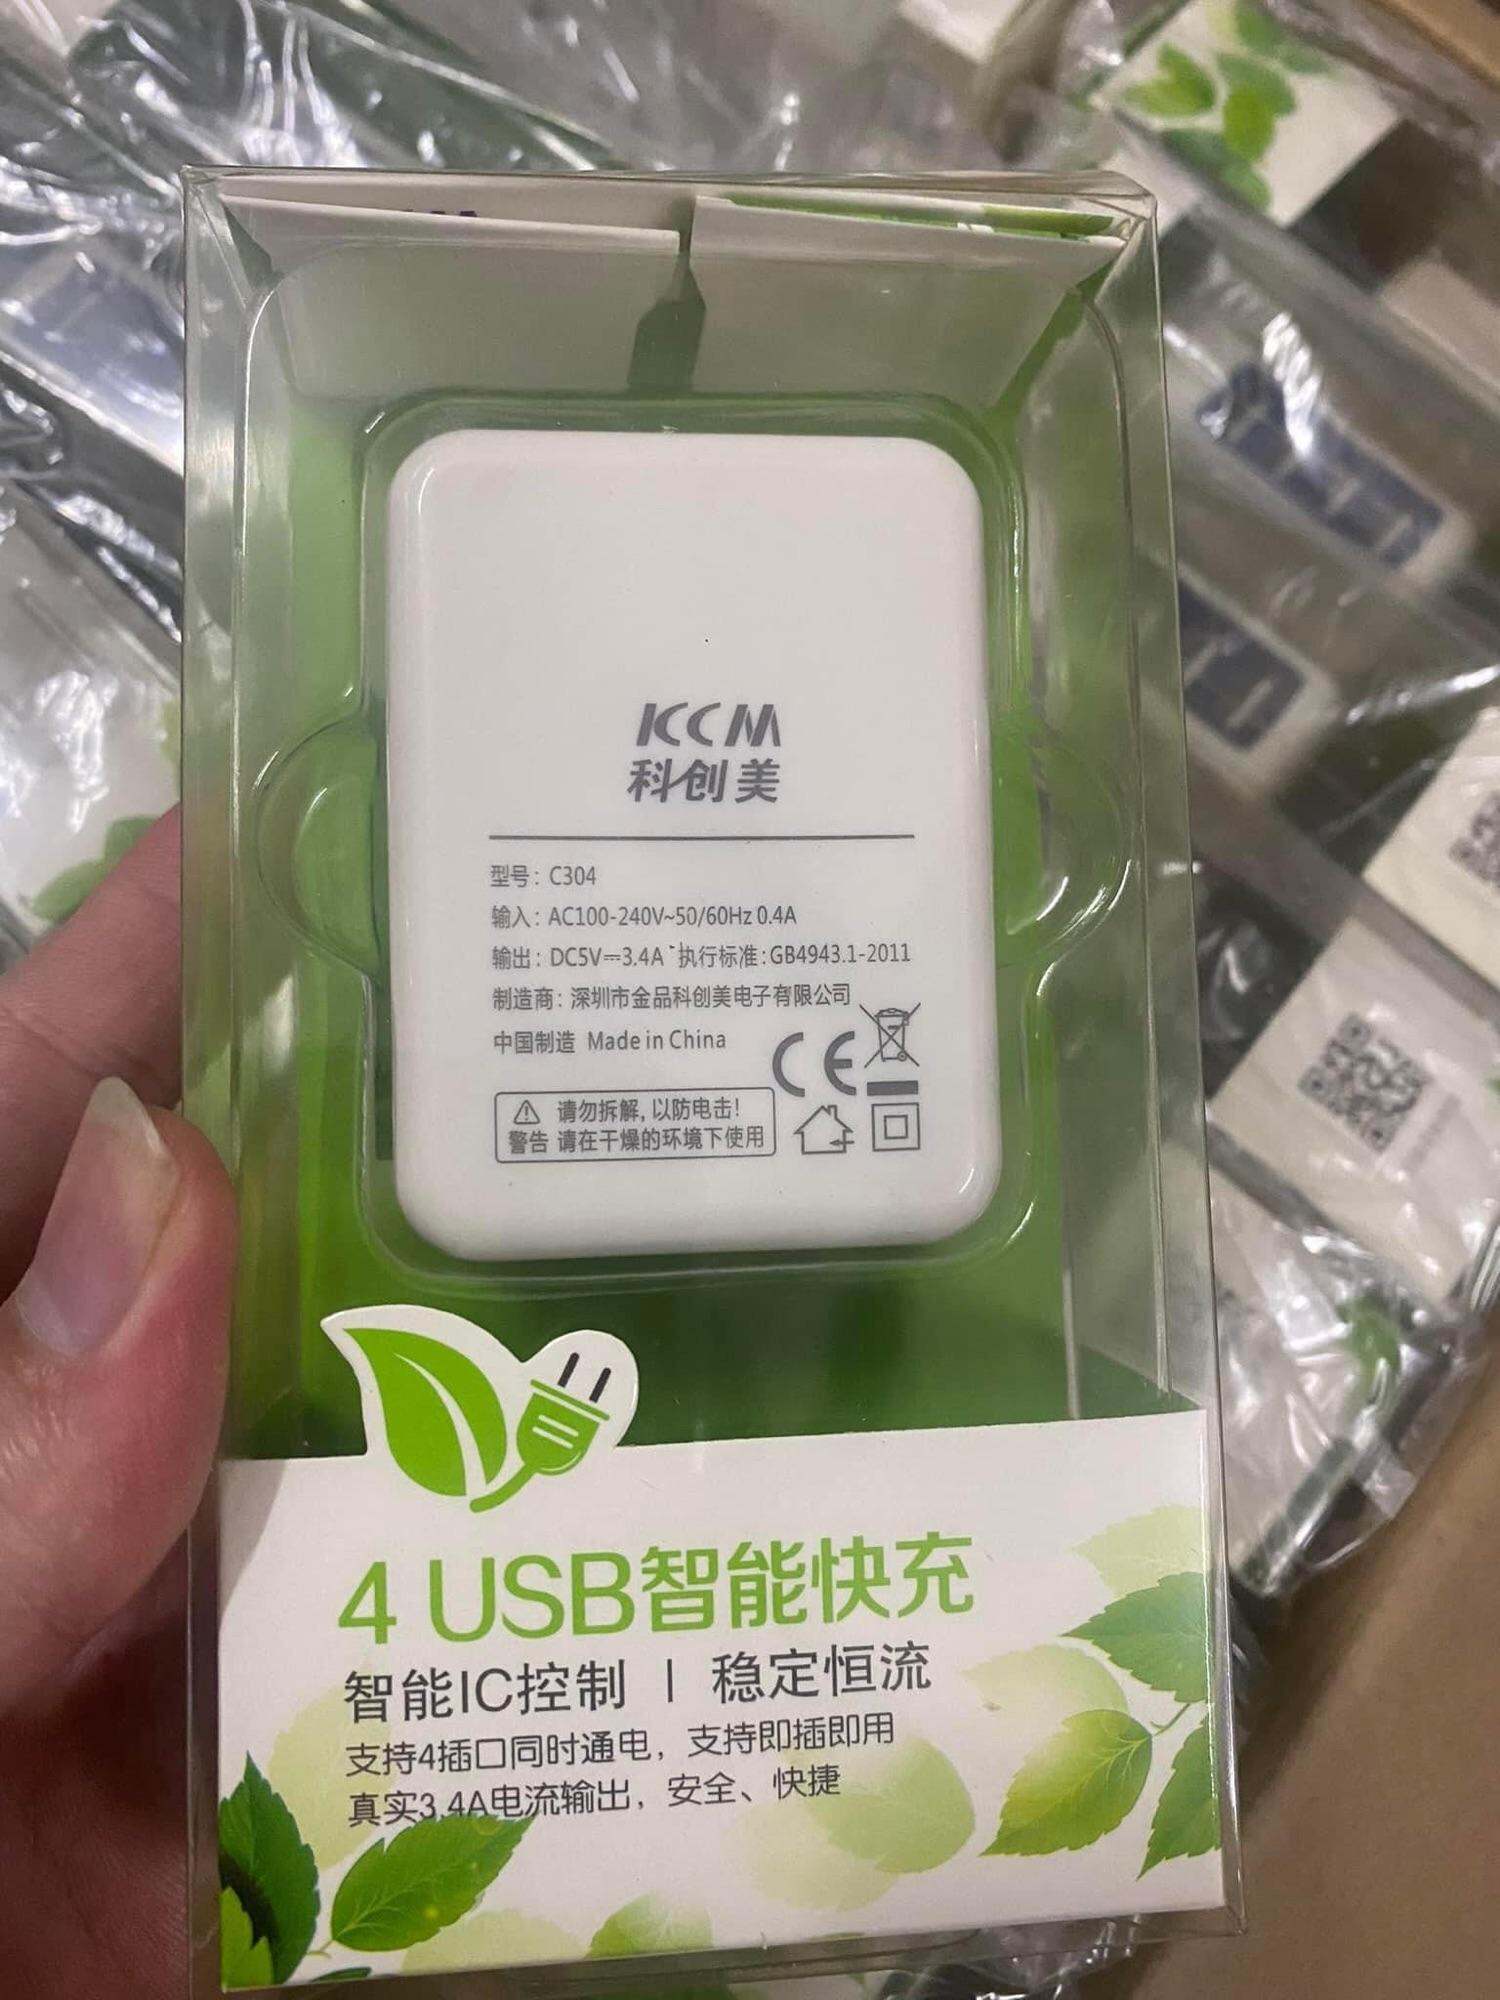 KCM
科创美
型号: C304
输入: AC100-240V~50/60Hz 0.4A
输出: DC5V⎓3.4A 执行标准:GB4943.1-2011
制造商: 深圳市金品科创美电子有限公司
中国制造 Made in China
CE
请勿拆解, 以防电击!
警告 请在干燥的环境下使用
4 USB智能快充
智能IC控制 | 稳定恒流
支持4插口同时通电，支持即插即用
真实3.4A电流输出，安全、快捷